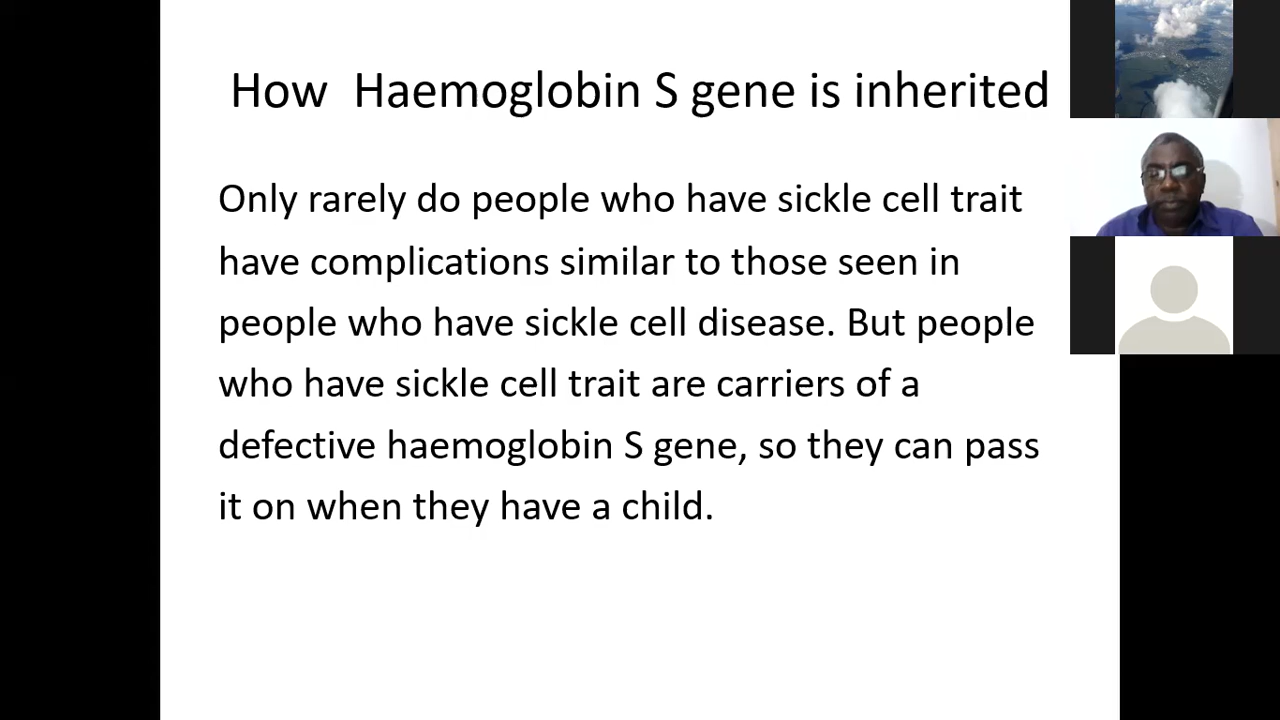 How Haemoglobin S gene is inherited
Only rarely do people who have sickle cell trait
have complications similar to those seen in
people who have sickle cell disease. But people
who have sickle cell trait are carriers of a
defective haemoglobin S gene, so they can pass
it on when they have a child.